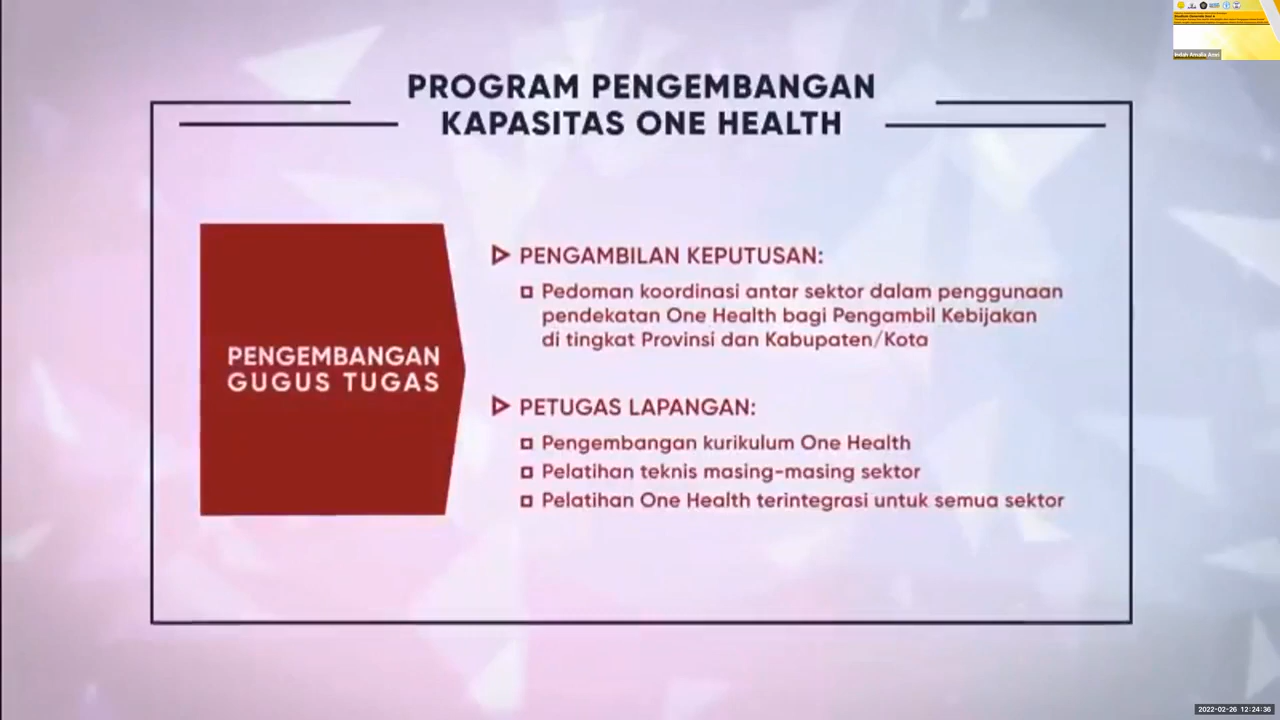 PROGRAM PENGEMBANGAN
KAPASITAS ONE HEALTH
PENGEMBANGAN
GUGUS TUGAS
PENGAMBILAN KEPUTUSAN:
Pedoman koordinasi antar sektor dalam penggunaan
pendekatan One Health bagi Pengambil Kebijakan
di tingkat Provinsi dan Kabupaten/Kota
PETUGAS LAPANGAN:
Pengembangan kurikulum One Health
Pelatihan teknis masing-masing sektor
Pelatihan One Health terintegrasi untuk semua sektor
Indah Amalia
2022-02-26 12:24:36